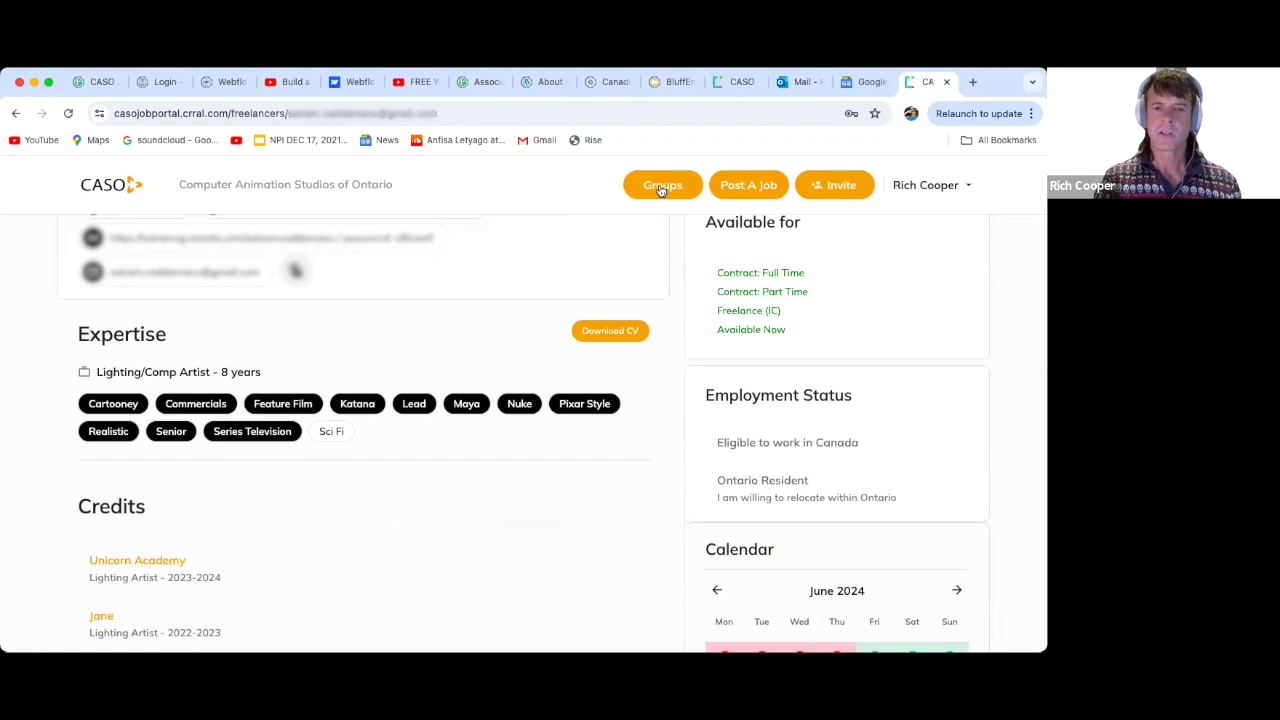 CASO
Login -
Webflo
Build a
Webflo
FREE Y
Assoc
About
Canadi
BluffEn
CASO
Mail - R
Google
CA
casojobportal.crral.com/freelancers/
Relaunch to update
YouTube
Maps
soundcloud - Goo...
NPI DEC 17, 2021...
News
Anfisa Letyago at...
Gmail
Rise
All Bookmarks
CASO
Computer Animation Studios of Ontario
Groups
Post A Job
Invite
Rich Cooper
Rich Cooper
Available for
Contract: Full Time
Contract: Part Time
Freelance (IC)
Available Now
Expertise
Download CV
Lighting/Comp Artist - 8 years
Cartooney
Commercials
Feature Film
Katana
Lead
Maya
Nuke
Pixar Style
Realistic
Senior
Series Television
Sci Fi
Employment Status
Eligible to work in Canada
Ontario Resident
I am willing to relocate within Ontario
Credits
Unicorn Academy
Lighting Artist - 2023-2024
Jane
Lighting Artist - 2022-2023
Calendar
June 2024
Mon Tue Wed Thu Fri Sat Sun